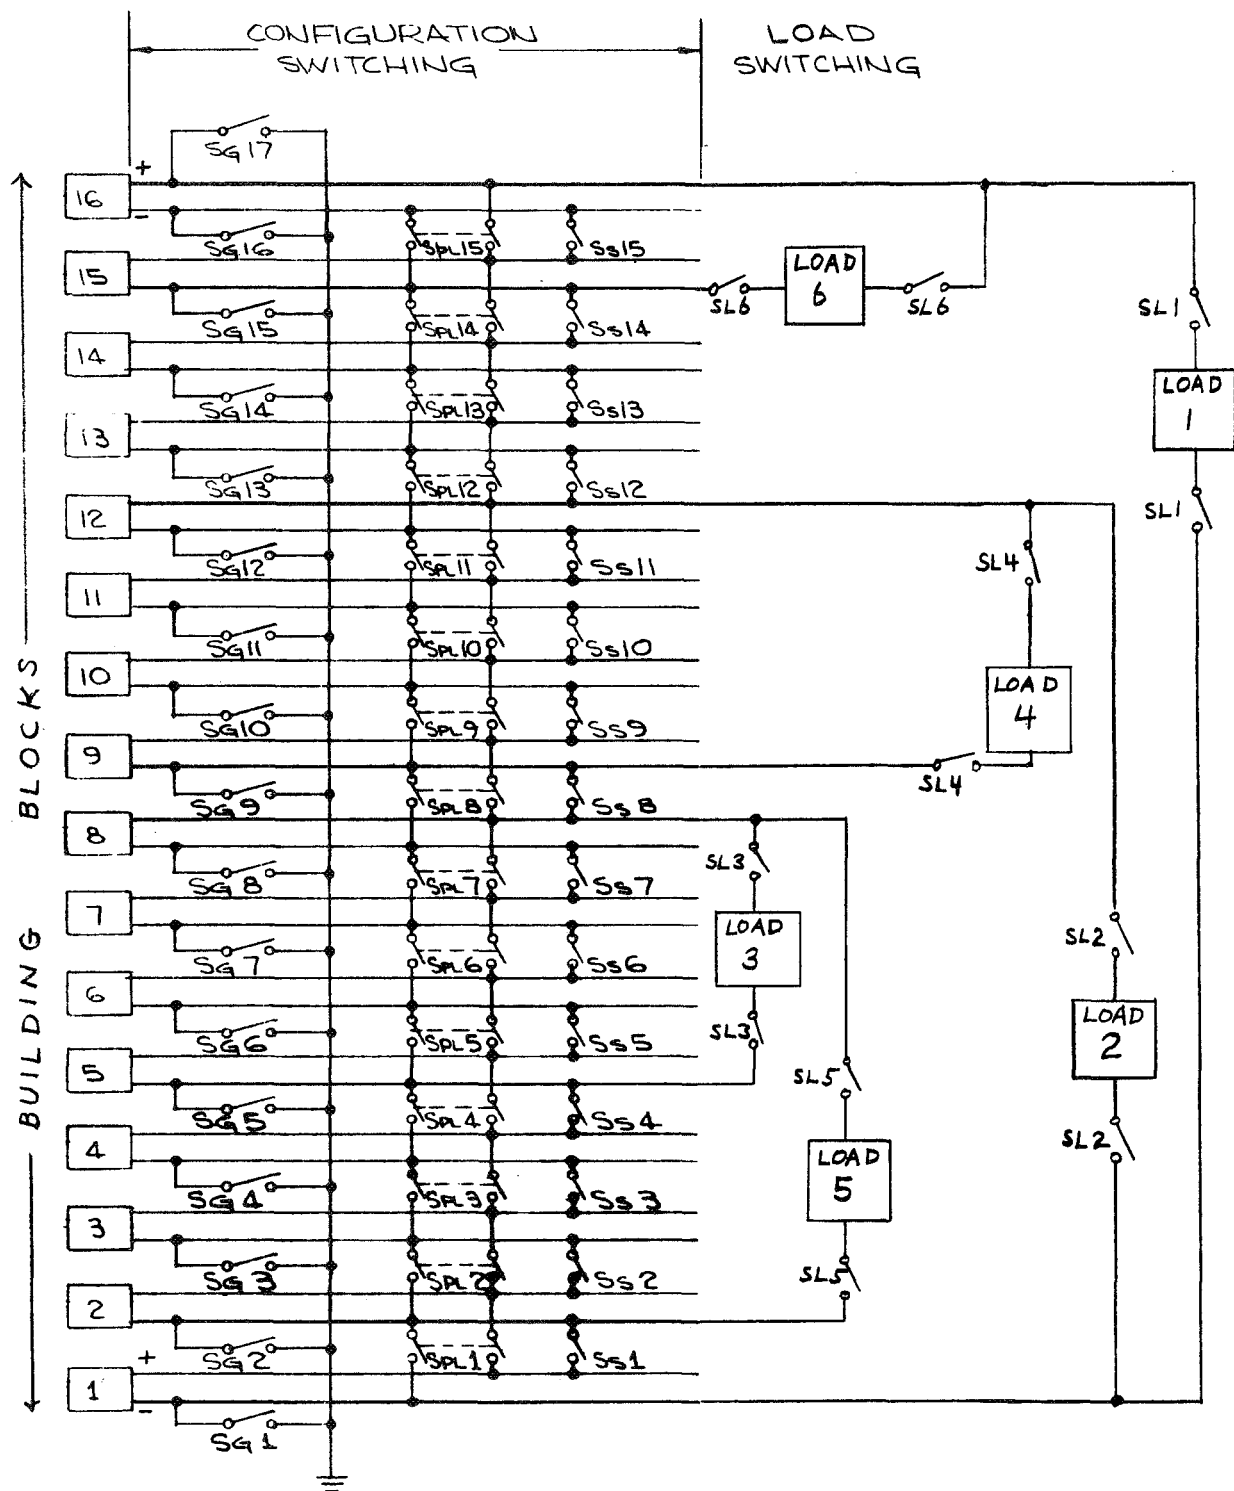 CONFIGURATION
SWITCHING
LOAD
SWITCHING
SG17
+
16
-
SG16
SPL15
SS15
15
SL6
LOAD
6
SL6
SG15
SPL14
SS14
SL1
14
LOAD
1
SG14
SPL13
SS13
13
SG13
SPL12
SS12
12
SL1
SG12
SPL11
SS11
SL4
11
SG11
SPL10
SS10
10
LOAD
4
SG10
SPL9
SS9
9
SL4
SG9
SPL8
SS8
8
SL3
SG8
SPL7
SS7
7
LOAD
3
SL2
SG7
SPL6
SS6
6
LOAD
2
SL3
SG6
SPL5
SS5
5
SL5
SG5
SPL4
SS4
4
SL2
LOAD
5
SG4
SPL3
SS3
3
SG3
SPL2
SS2
SL5
2
SG2
SPL1
SS1
+
1
-
SG1
BUILDING BLOCKS